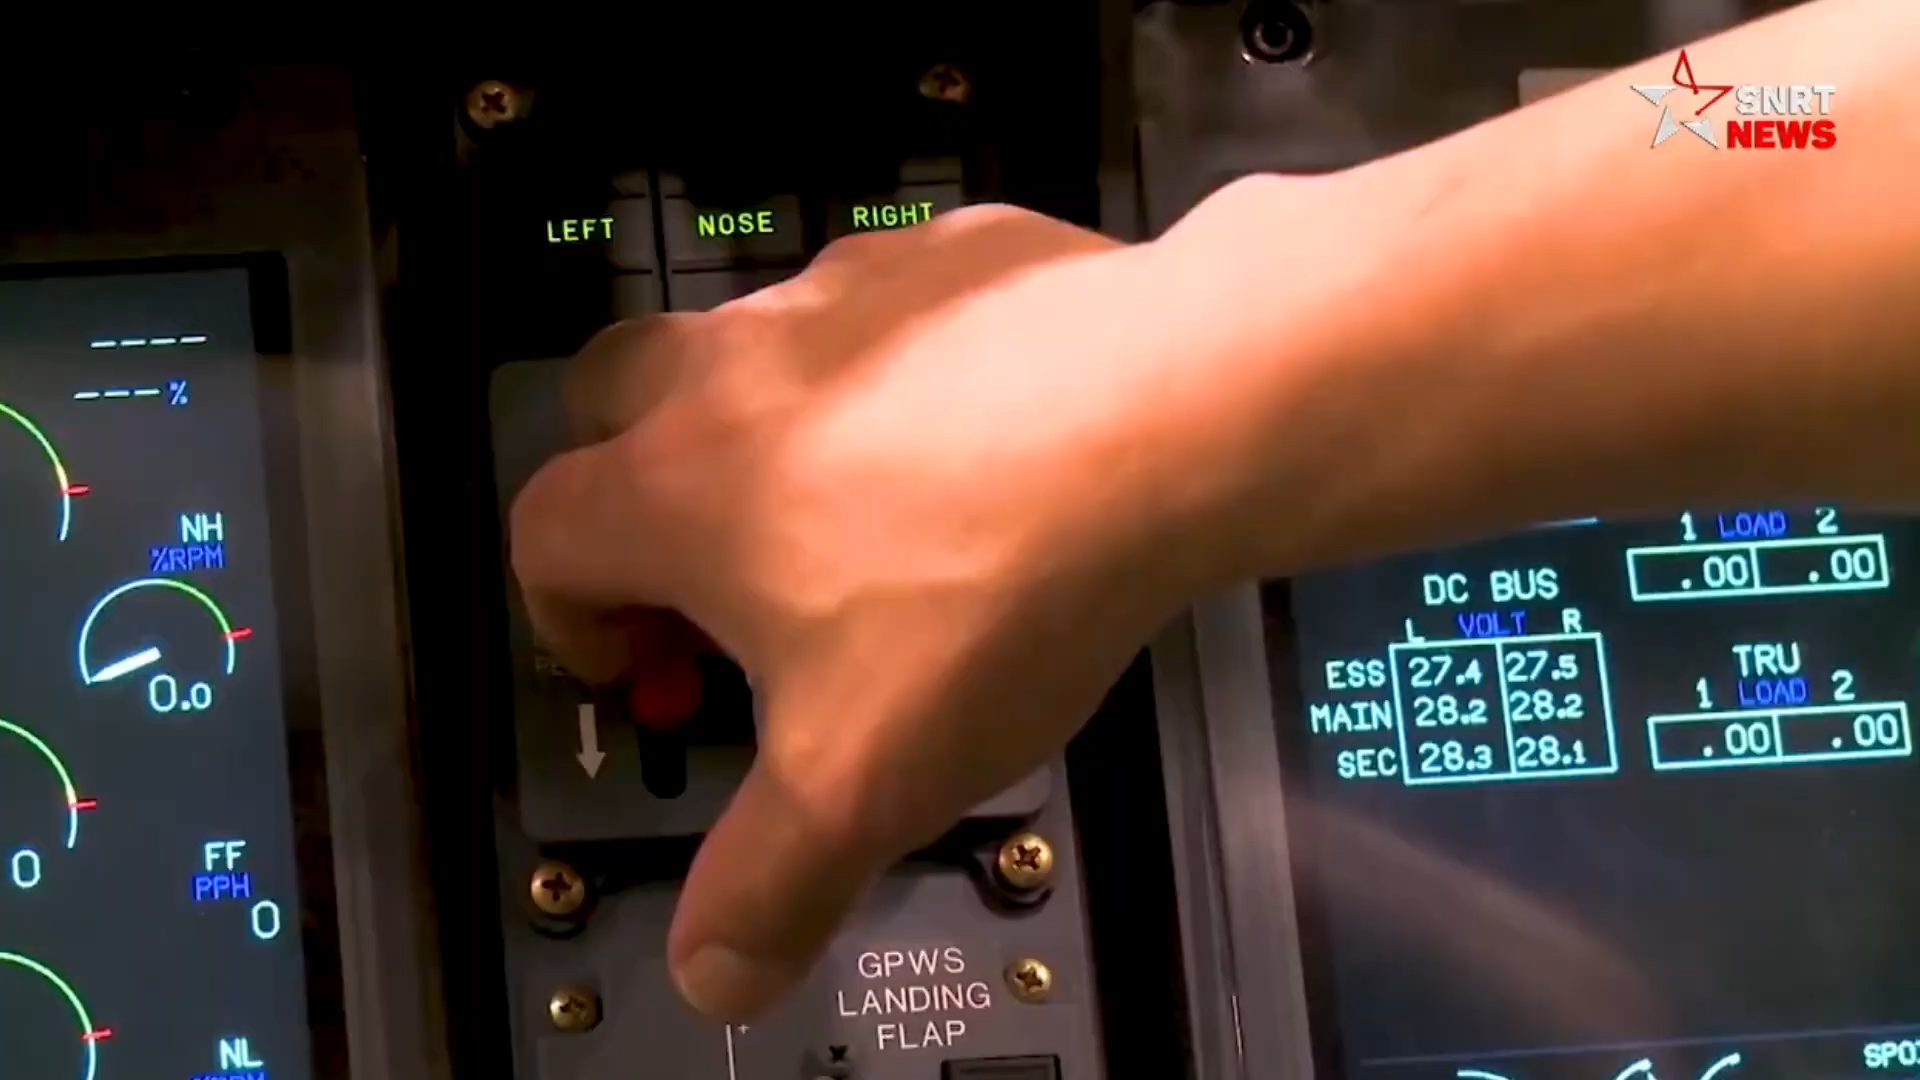 SNRT
NEWS
LEFT NOSE RIGHT
----
---%
NH
%RPM
0.0
0
FF
PPH
0
NL
1 LOAD 2
.00 .00
DC BUS
L VOLT R
ESS 27.4 27.5
MAIN 28.2 28.2
SEC 28.3 28.1
TRU
1 LOAD 2
.00 .00
GPWS
LANDING
FLAP